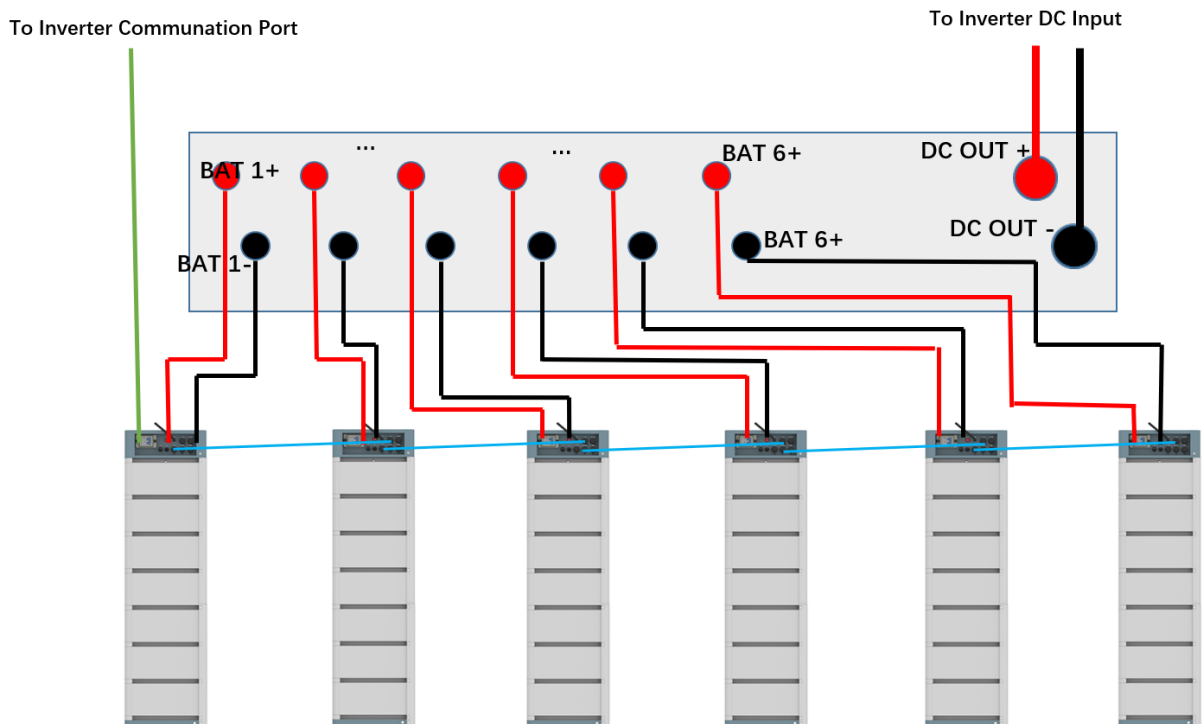 To Inverter Communation Port
To Inverter DC Input
...
...
BAT 1+
BAT 6+
DC OUT +
BAT 1-
BAT 6+
DC OUT -